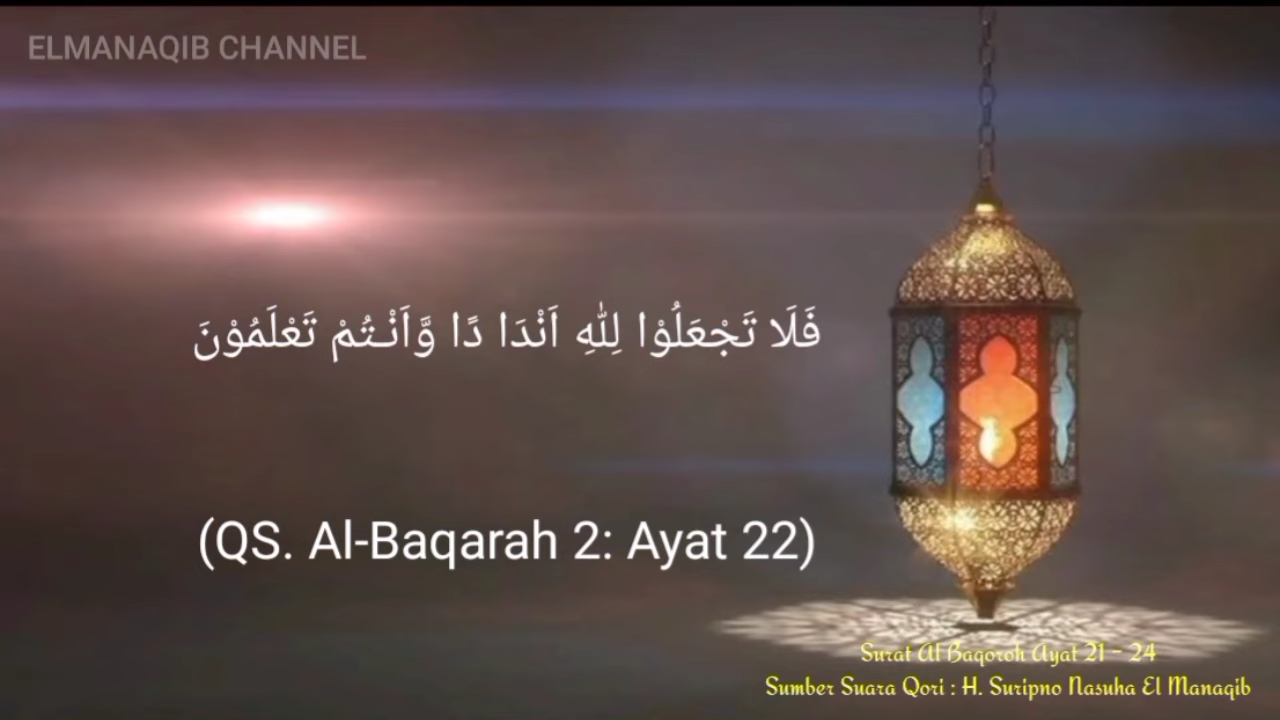 ELMANAQIB CHANNEL
فَلَا تَجْعَلُوْا لِلّٰهِ اَنْدَا دًا وَّاَنْـتُمْ تَعْلَمُوْنَ
(QS. Al-Baqarah 2: Ayat 22)
Surat Al Baqoroh Ayat 21 - 24
Sumber Suara Qori : H. Suripno Nasuha El Manaqib